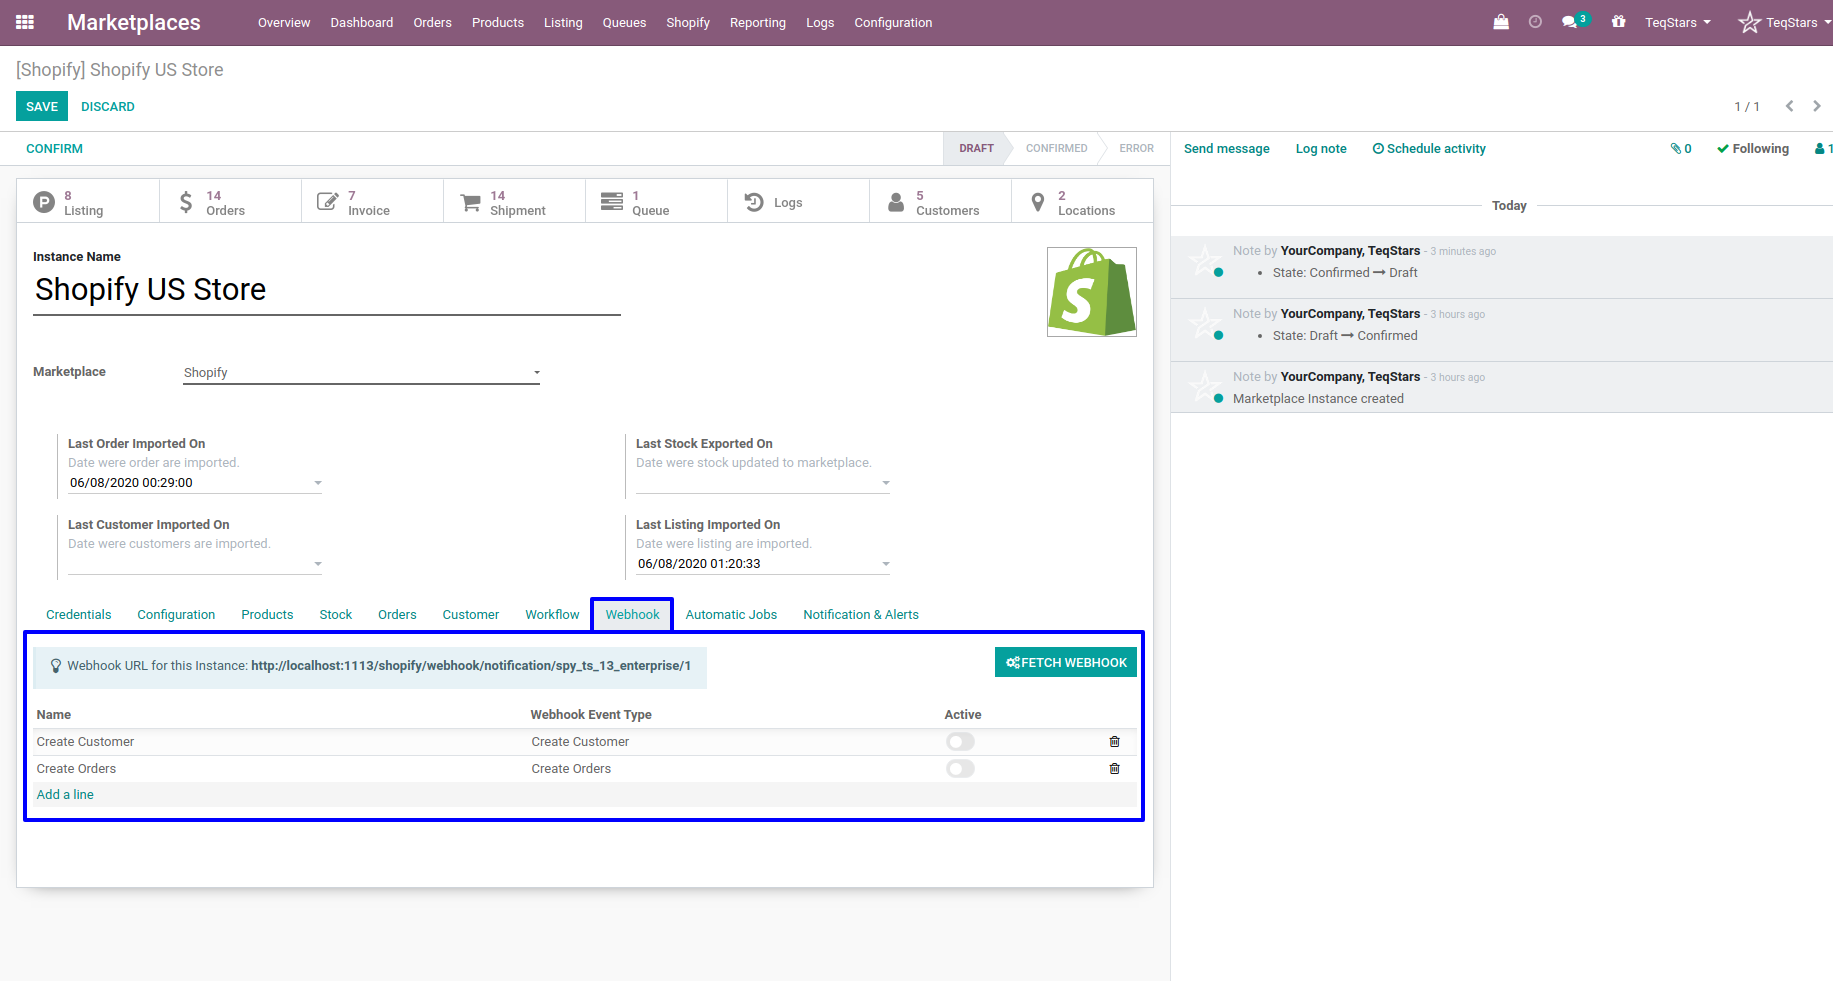 Marketplaces Overview Dashboard Orders Products Listing Queues Shopify Reporting Logs Configuration 3 TeqStars TeqStars
[Shopify] Shopify US Store
SAVE DISCARD 1 / 1
CONFIRM DRAFT CONFIRMED ERROR Send message Log note Schedule activity 0 Following 1
8 Listing
14 Orders
7 Invoice
14 Shipment
1 Queue
Logs
5 Customers
2 Locations
Instance Name
Shopify US Store
Marketplace Shopify
Last Order Imported On
Date were order are imported.
06/08/2020 00:29:00
Last Stock Exported On
Date were stock updated to marketplace.
Last Customer Imported On
Date were customers are imported.
Last Listing Imported On
Date were listing are imported.
06/08/2020 01:20:33
Credentials Configuration Products Stock Orders Customer Workflow Webhook Automatic Jobs Notification & Alerts
Webhook URL for this Instance: http://localhost:1113/shopify/webhook/notification/spy_ts_13_enterprise/1 FETCH WEBHOOK
Name Webhook Event Type Active
Create Customer Create Customer
Create Orders Create Orders
Add a line
Today
Note by YourCompany, TeqStars - 3 minutes ago
• State: Confirmed → Draft
Note by YourCompany, TeqStars - 3 hours ago
• State: Draft → Confirmed
Note by YourCompany, TeqStars - 3 hours ago
Marketplace Instance created